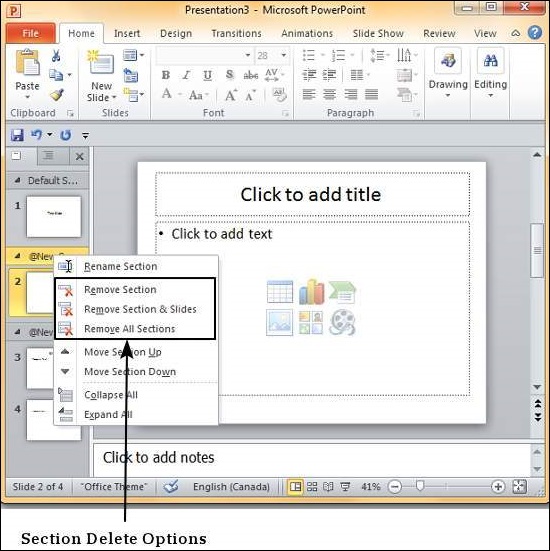 P
Presentation3 - Microsoft PowerPoint
File Home Insert Design Transitions Animations Slide Show Review View
Paste
New
Slide
28
B I U S abc AV
Aa A A A
Drawing
Editing
Clipboard Slides Font Paragraph
Default S...
1
Click to add title
• Click to add text
@New S...
Rename Section
2
Remove Section
Remove Section & Slides
Remove All Sections
@New
3
Move Section Up
Move Section Down
4
Collapse All
Expand All
Click to add notes
Slide 2 of 4 "Office Theme" English (Canada) 41%
Section Delete Options